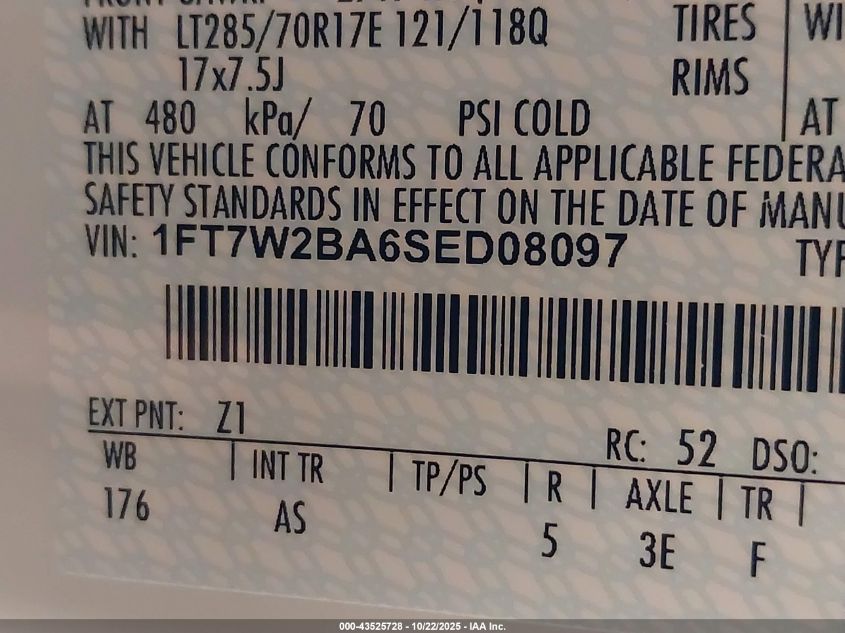 WITH LT285/70R17E 121/118Q TIRES WI
17x7.5J RIMS
AT 480 kPa/ 70 PSI COLD AT
THIS VEHICLE CONFORMS TO ALL APPLICABLE FEDERA
SAFETY STANDARDS IN EFFECT ON THE DATE OF MANU
VIN: 1FT7W2BA6SED08097 TYP
EXT PNT: Z1 RC: 52 DSO:
WB INT TR TP/PS R AXLE TR
176 AS 5 3E F
000-43525728 - 10/22/2025 - IAA Inc.